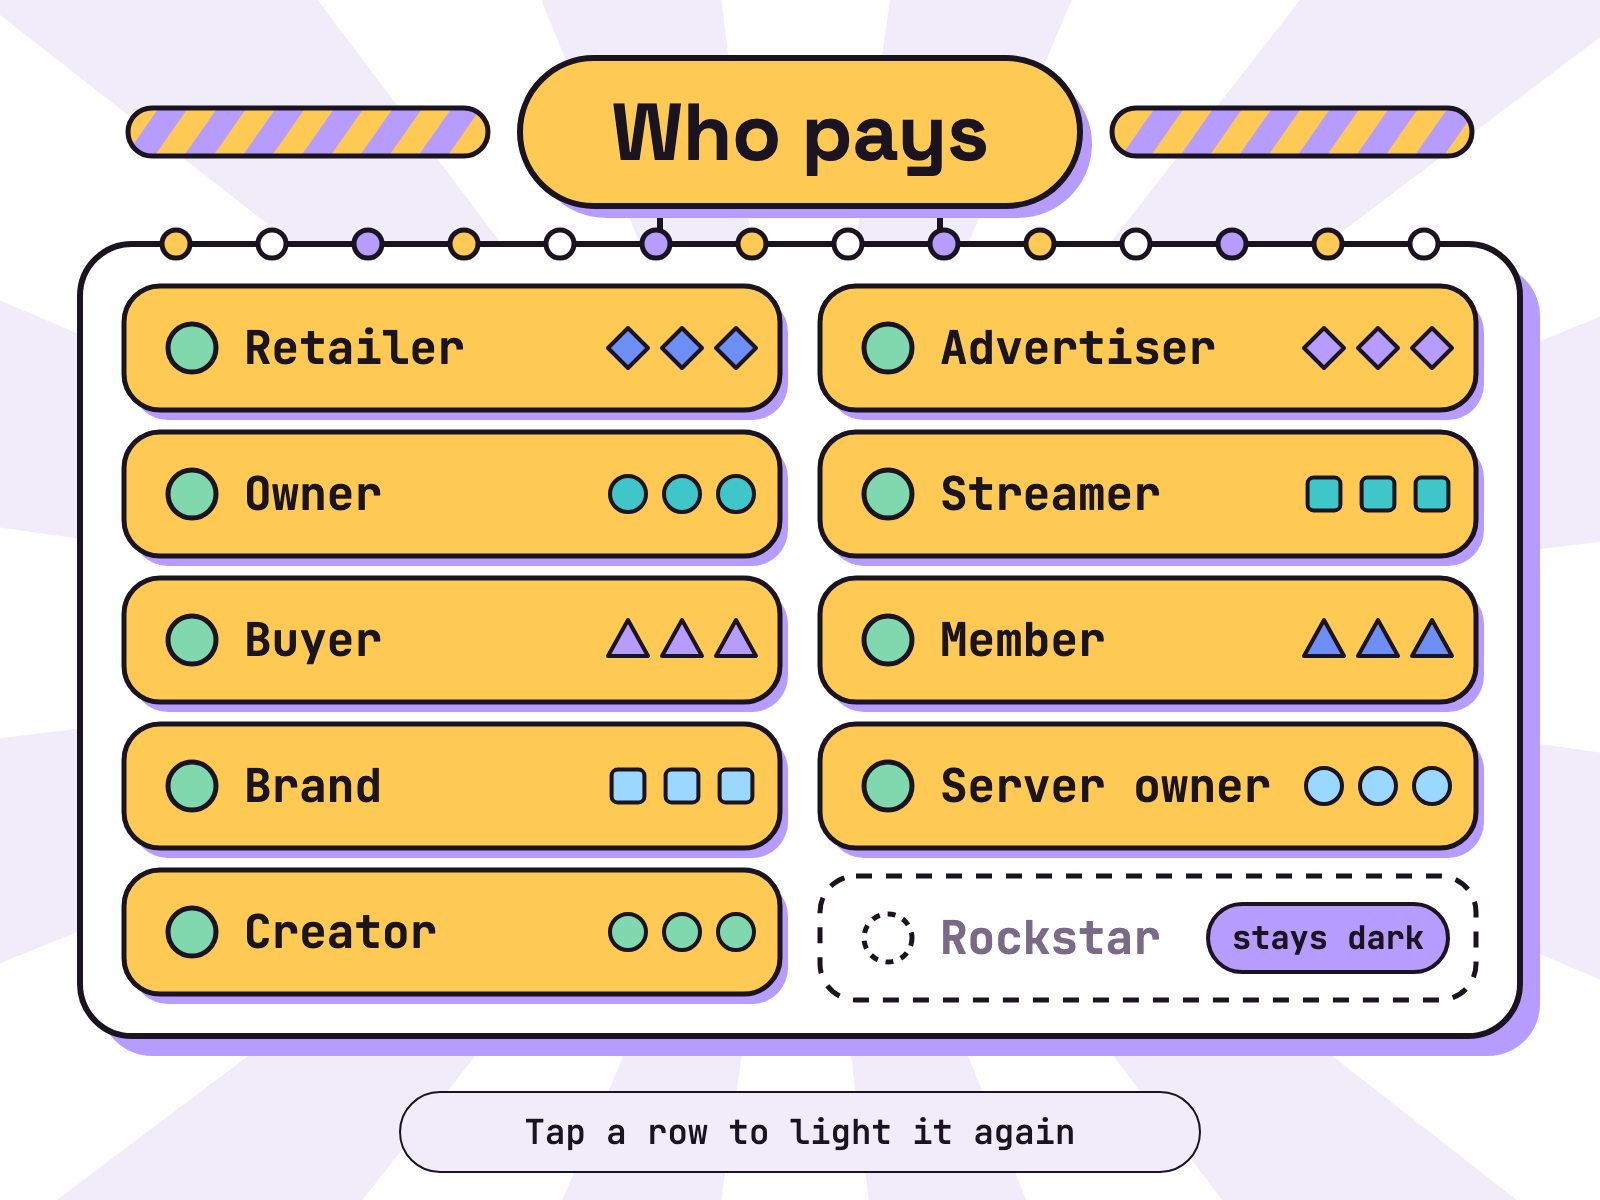 Who pays
Retailer
Advertiser
Owner
Streamer
Buyer
Member
Brand
Server owner
Creator
Rockstar
stays dark
Tap a row to light it again